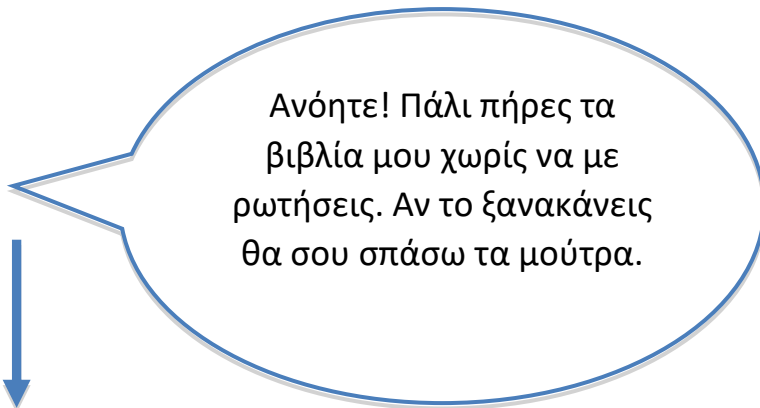 Ανόητε! Πάλι πήρες τα
βιβλία μου χωρίς να με
ρωτήσεις. Αν το ξανακάνεις
θα σου σπάσω τα μούτρα.